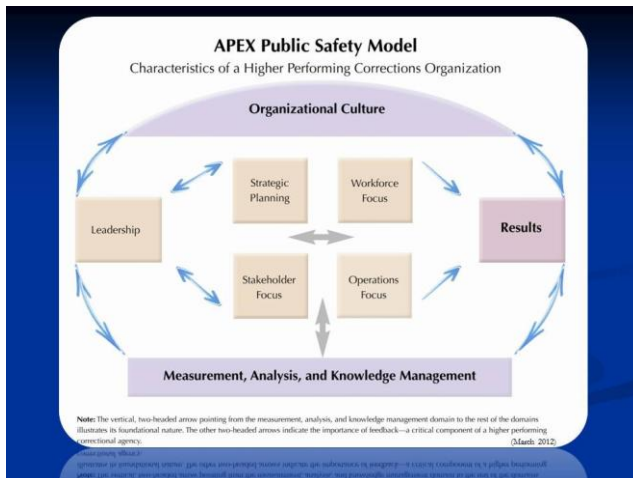 APEX Public Safety Model
Characteristics of a Higher Performing Corrections Organization
Organizational Culture
Strategic
Planning
Workforce
Focus
Leadership
Results
Stakeholder
Focus
Operations
Focus
Measurement, Analysis, and Knowledge Management
Note: The vertical, two-headed arrow pointing from the measurement, analysis, and knowledge management domain to the rest of the domains
illustrates its foundational nature. The other two-headed arrows indicate the importance of feedback—a critical component of a higher performing
correctional agency.
(March 2012)